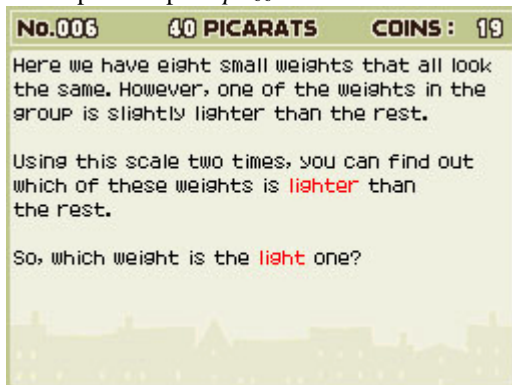 No.006 40 PICARATS COINS: 19
Here we have eight small weights that all look
the same. However, one of the weights in the
group is slightly lighter than the rest.
Using this scale two times, you can find out
which of these weights is lighter than
the rest.
So, which weight is the light one?